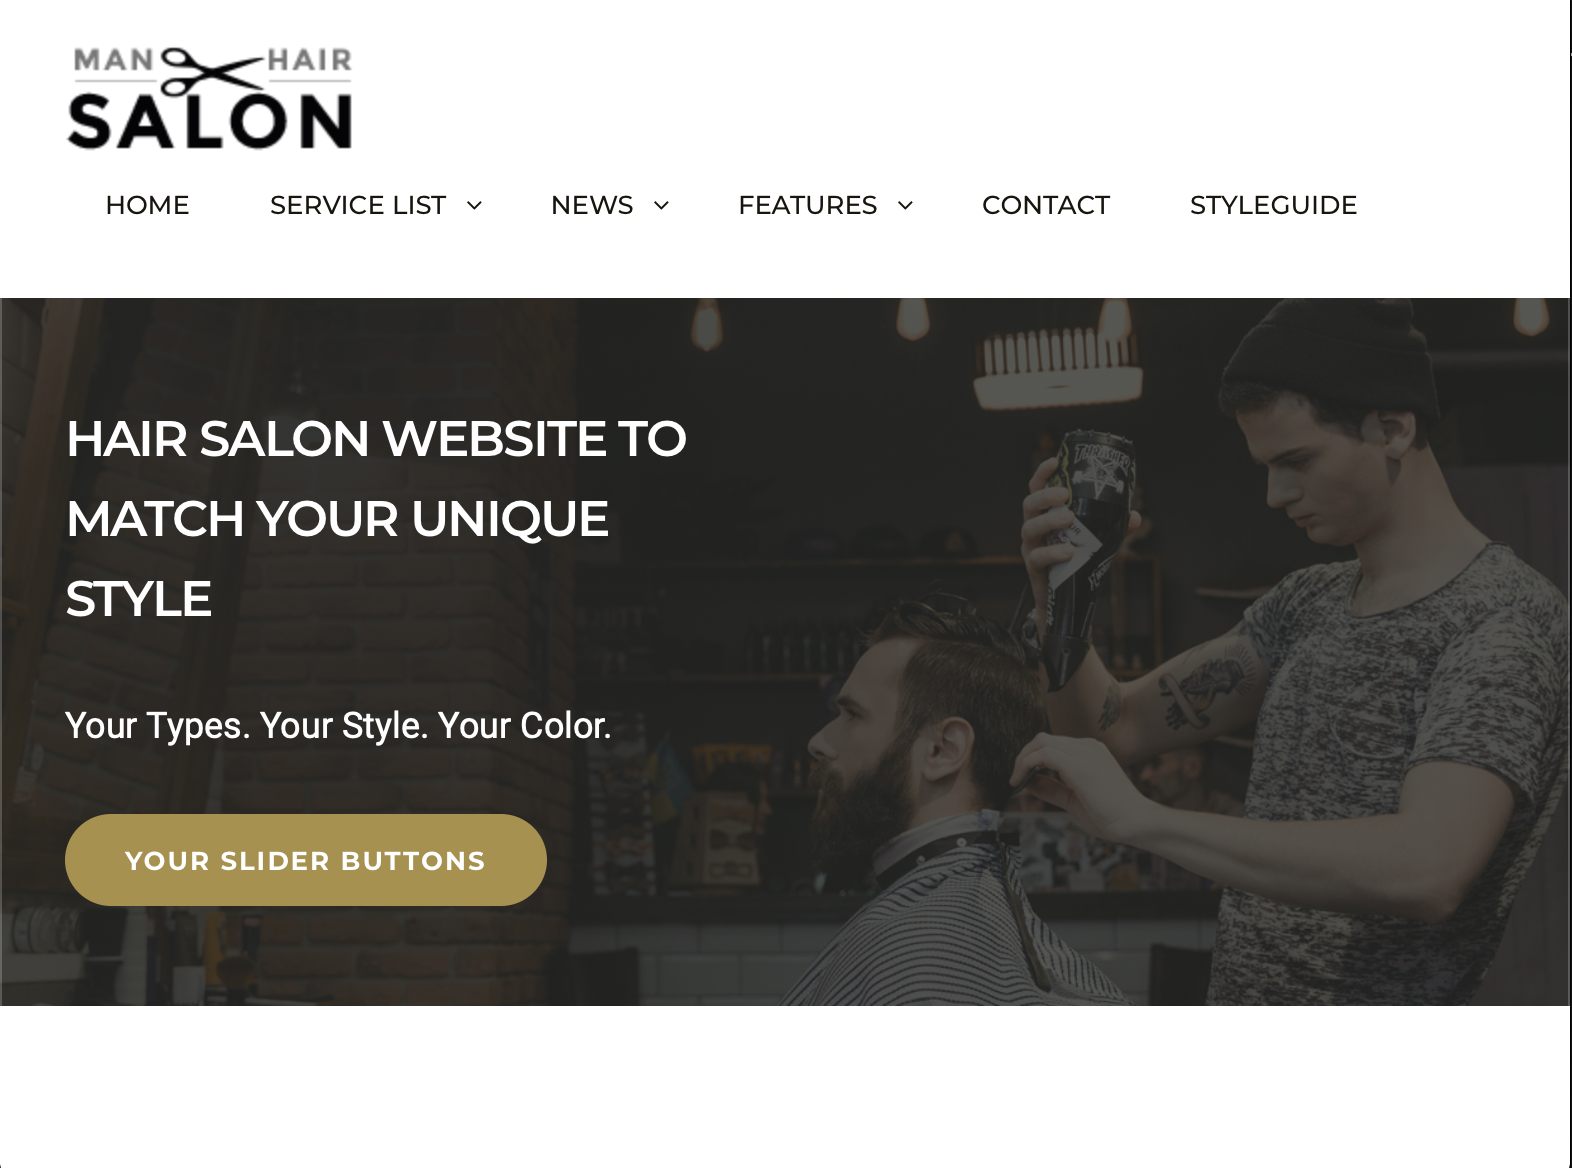 MAN HAIR
SALON
HOME SERVICE LIST NEWS FEATURES CONTACT STYLEGUIDE
HAIR SALON WEBSITE TO
MATCH YOUR UNIQUE
STYLE
THRASHER
Your Types. Your Style. Your Color.
YOUR SLIDER BUTTONS